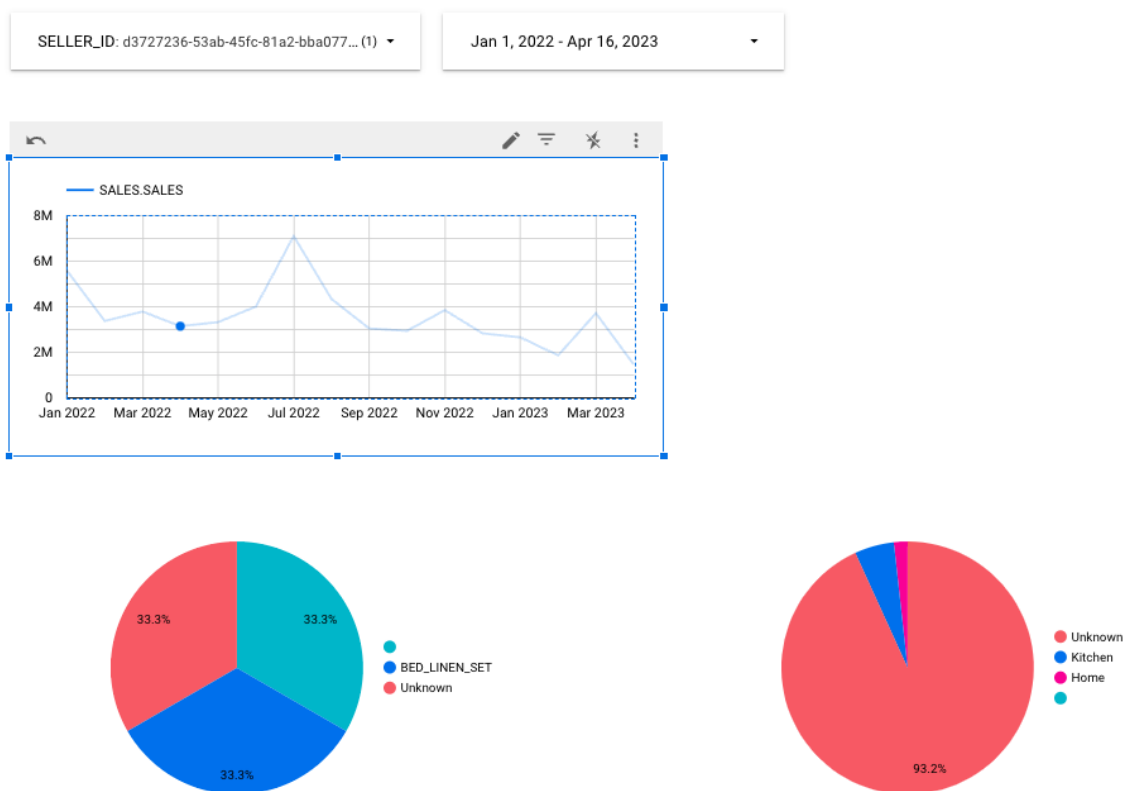 SELLER_ID: d3727236-53ab-45fc-81a2-bba077... (1)
Jan 1, 2022 - Apr 16, 2023
SALES.SALES
8M
6M
4M
2M
0
Jan 2022 Mar 2022 May 2022 Jul 2022 Sep 2022 Nov 2022 Jan 2023 Mar 2023
33.3%
33.3%
33.3%
BED_LINEN_SET
Unknown
93.2%
Unknown
Kitchen
Home